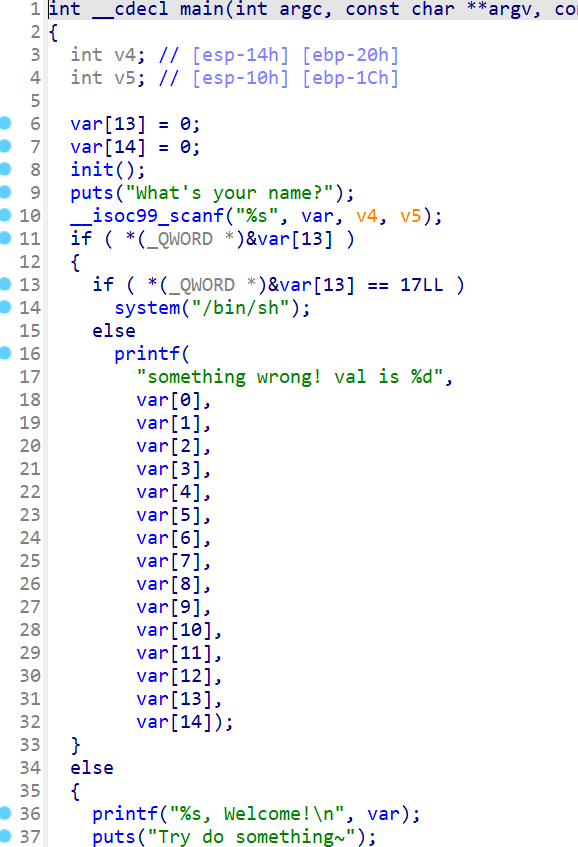 1 int __cdecl main(int argc, const char **argv, co
2 {
3   int v4; // [esp-14h] [ebp-20h]
4   int v5; // [esp-10h] [ebp-1Ch]
5
6   var[13] = 0;
7   var[14] = 0;
8   init();
9   puts("What's your name?");
10   __isoc99_scanf("%s", var, v4, v5);
11   if ( *(_QWORD *)&var[13] )
12   {
13     if ( *(_QWORD *)&var[13] == 17LL )
14       system("/bin/sh");
15     else
16       printf(
17         "something wrong! val is %d",
18         var[0],
19         var[1],
20         var[2],
21         var[3],
22         var[4],
23         var[5],
24         var[6],
25         var[7],
26         var[8],
27         var[9],
28         var[10],
29         var[11],
30         var[12],
31         var[13],
32         var[14]);
33   }
34   else
35   {
36     printf("%s, Welcome!\n", var);
37     puts("Try do something~");